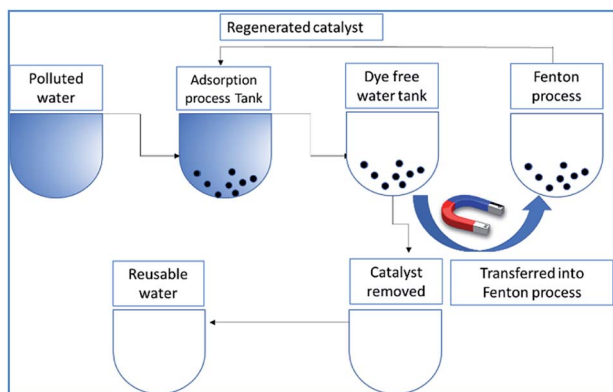 Regenerated catalyst
Polluted
water
Adsorption
process Tank
Dye free
water tank
Fenton
process
Reusable
water
Catalyst
removed
Transferred into
Fenton process